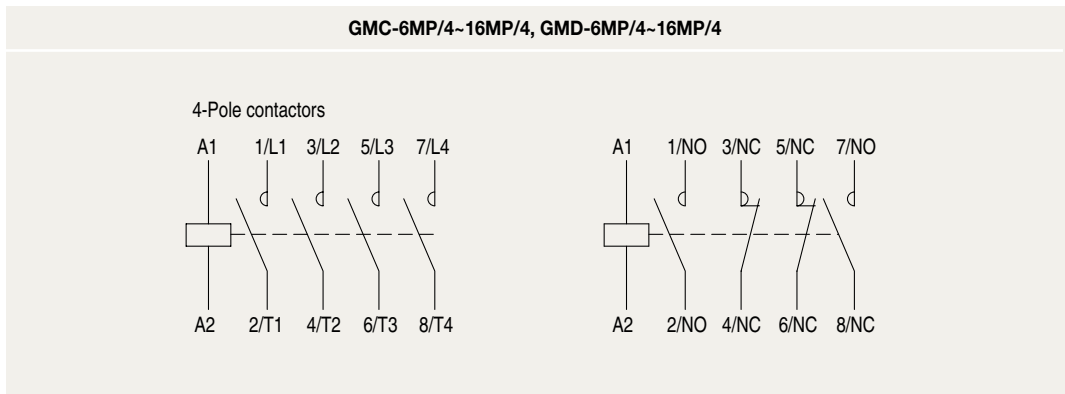 GMC-6MP/4~16MP/4, GMD-6MP/4~16MP/4
4-Pole contactors
A1 1/L1 3/L2 5/L3 7/L4
A2 2/T1 4/T2 6/T3 8/T4
A1 1/NO 3/NC 5/NC 7/NO
A2 2/NO 4/NC 6/NC 8/NC